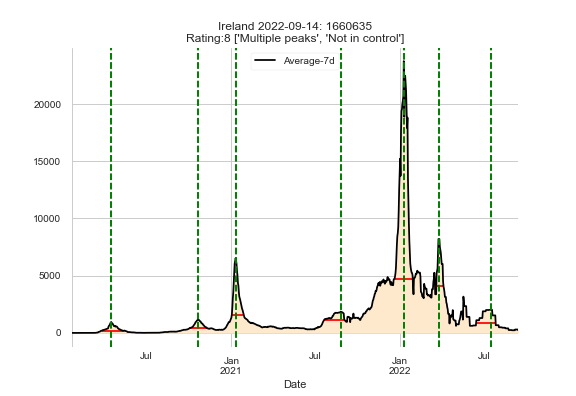 Ireland 2022-09-14: 1660635
Rating:8 ['Multiple peaks', 'Not in control']
Average-7d
20000
15000
10000
5000
0
Jul
Jan
2021
Jul
Jan
2022
Jul
Date